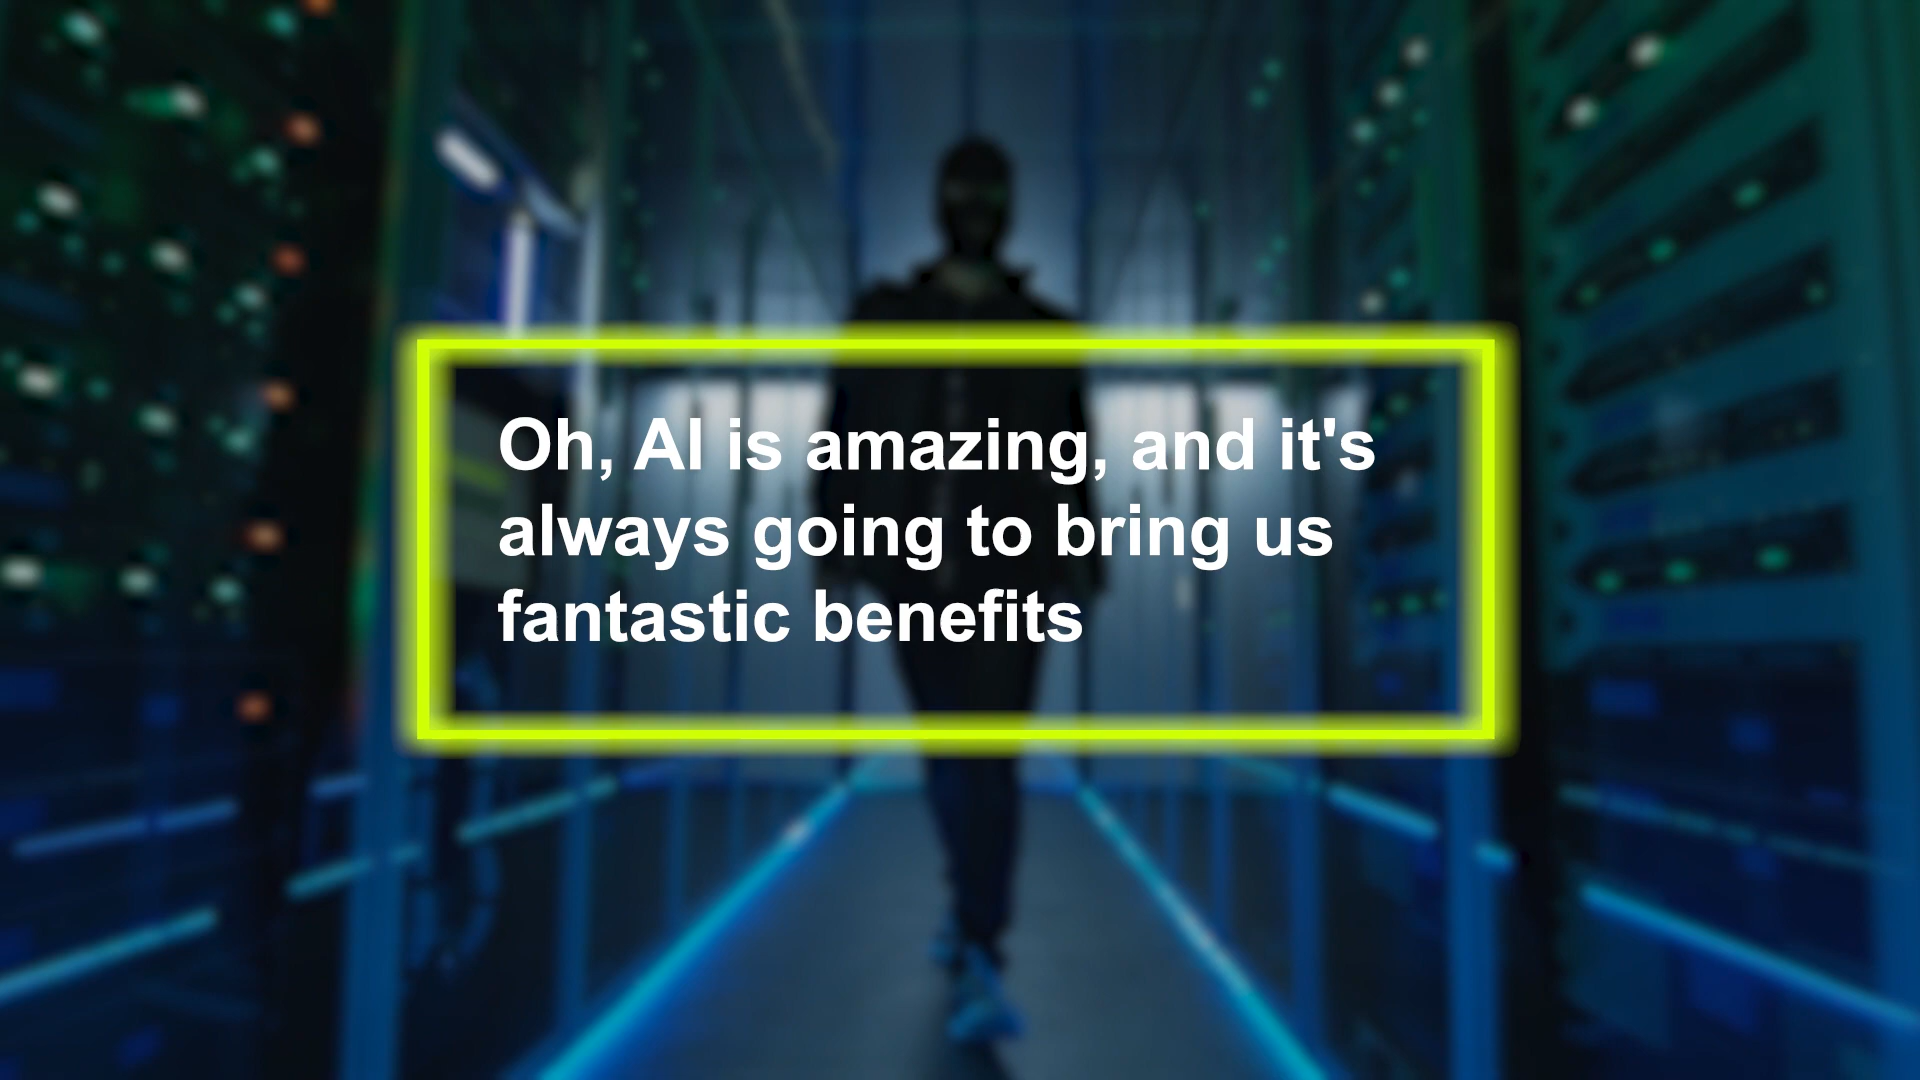 Oh, AI is amazing, and it's
always going to bring us
fantastic benefits